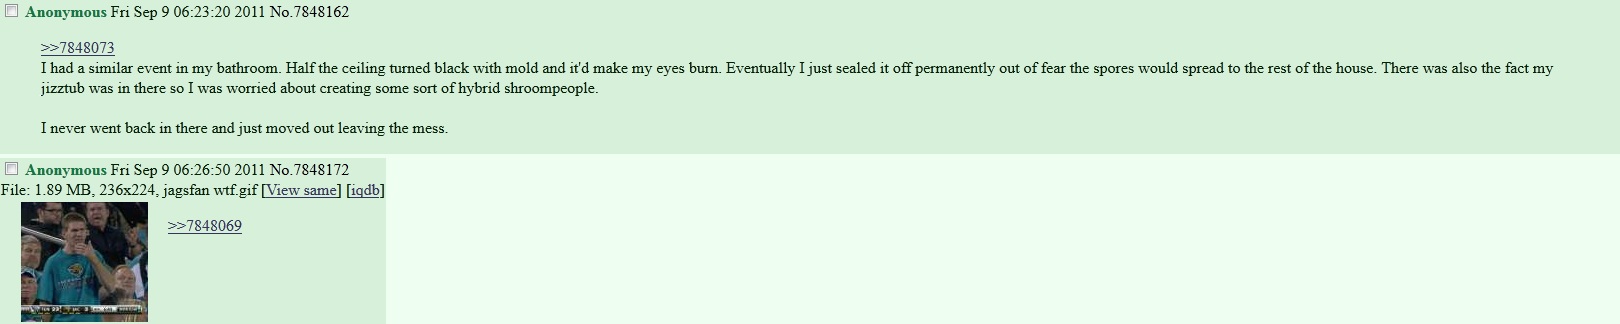 Anonymous Fri Sep 9 06:23:20 2011 No.7848162
>>7848073
I had a similar event in my bathroom. Half the ceiling turned black with mold and it'd make my eyes burn. Eventually I just sealed it off permanently out of fear the spores would spread to the rest of the house. There was also the fact my
jizztub was in there so I was worried about creating some sort of hybrid shroompeople.
I never went back in there and just moved out leaving the mess.
Anonymous Fri Sep 9 06:26:50 2011 No.7848172
File: 1.89 MB, 236x224, jagsfan wtf.gif [View same] [iqdb]
>>7848069